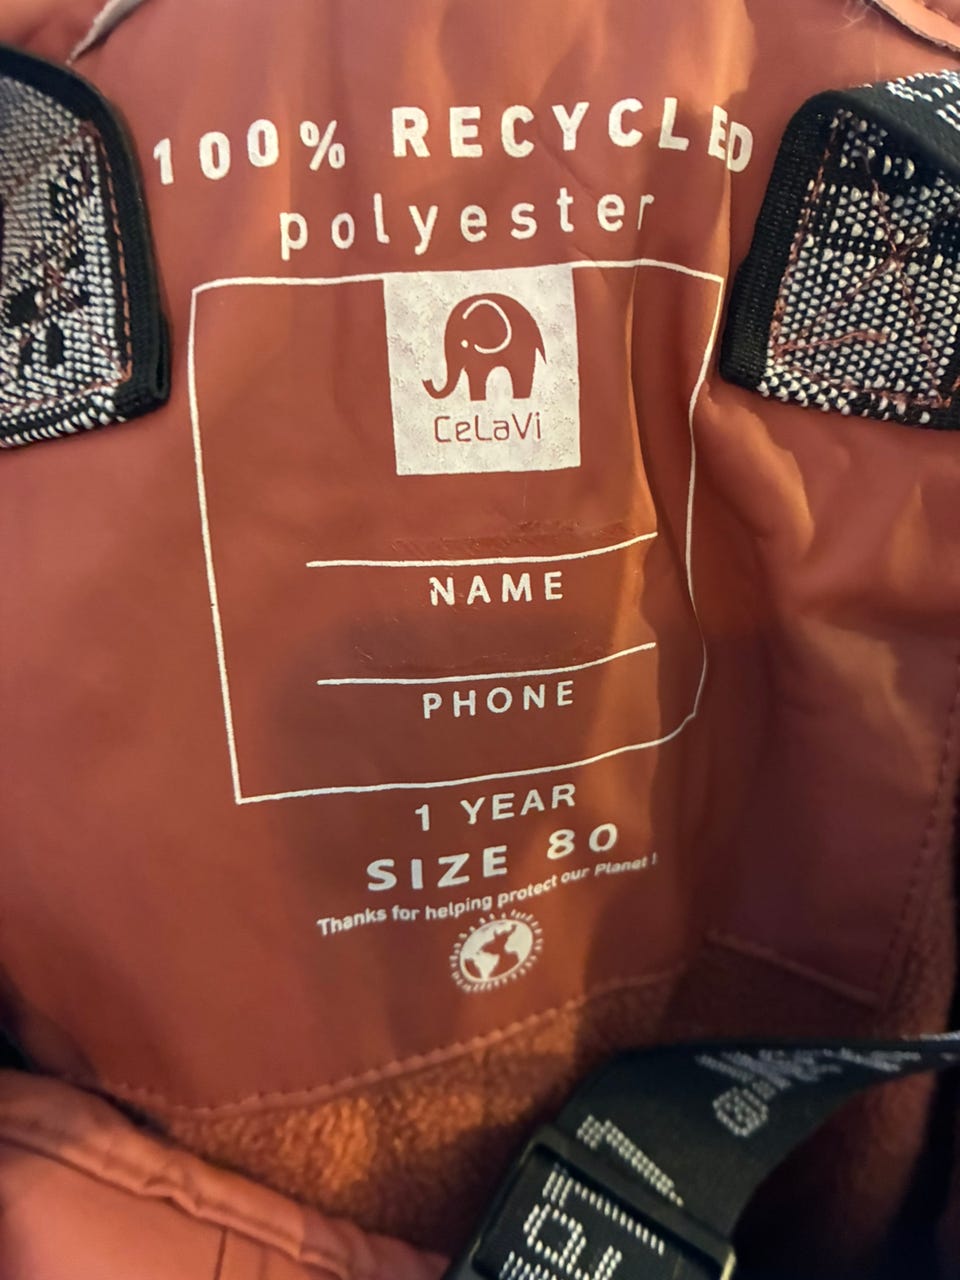 100% RECYCLED
polyester
CeLaVi
NAME
PHONE
1 YEAR
SIZE 80
Thanks for helping protect our Planet !